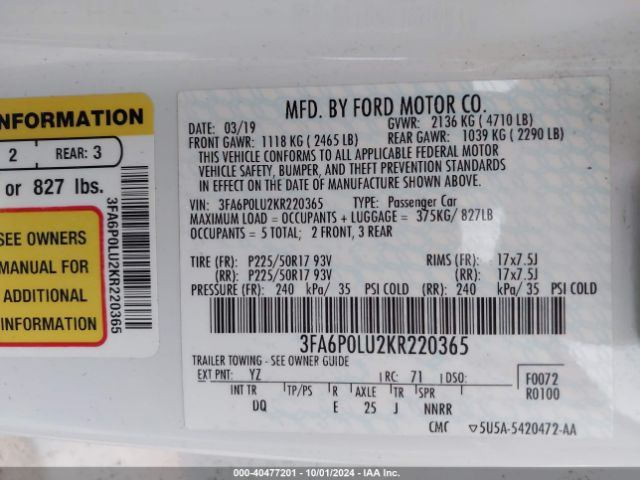 INFORMATION
2 REAR: 3
or 827 lbs.
SEE OWNERS
MANUAL FOR
ADDITIONAL
INFORMATION
3FA6P0LU2KR220365
MFD. BY FORD MOTOR CO.
DATE: 03/19 GVWR: 2136 KG ( 4710 LB)
FRONT GAWR: 1118 KG ( 2465 LB) REAR GAWR: 1039 KG ( 2290 LB)
THIS VEHICLE CONFORMS TO ALL APPLICABLE FEDERAL MOTOR
VEHICLE SAFETY, BUMPER, AND THEFT PREVENTION STANDARDS
IN EFFECT ON THE DATE OF MANUFACTURE SHOWN ABOVE.
VIN: 3FA6P0LU2KR220365 TYPE: Passenger Car
MAXIMUM LOAD = OCCUPANTS + LUGGAGE = 375KG/ 827LB
OCCUPANTS = 5 TOTAL; 2 FRONT, 3 REAR
TIRE (FR): P225/50R17 93V RIMS (FR): 17x7.5J
(RR): P225/50R17 93V (RR): 17x7.5J
PRESSURE (FR): 240 kPa/ 35 PSI COLD (RR): 240 kPa/ 35 PSI COLD
3FA6P0LU2KR220365
TRAILER TOWING - SEE OWNER GUIDE
EXT PNT: YZ RC: 71 DSO: F0072
INT TR TP/PS R AXLE TR SPR R0100
DQ E 25 J NNRR
CMC ▽5U5A-5420472-AA
000-40477201 - 10/01/2024 - IAA Inc.